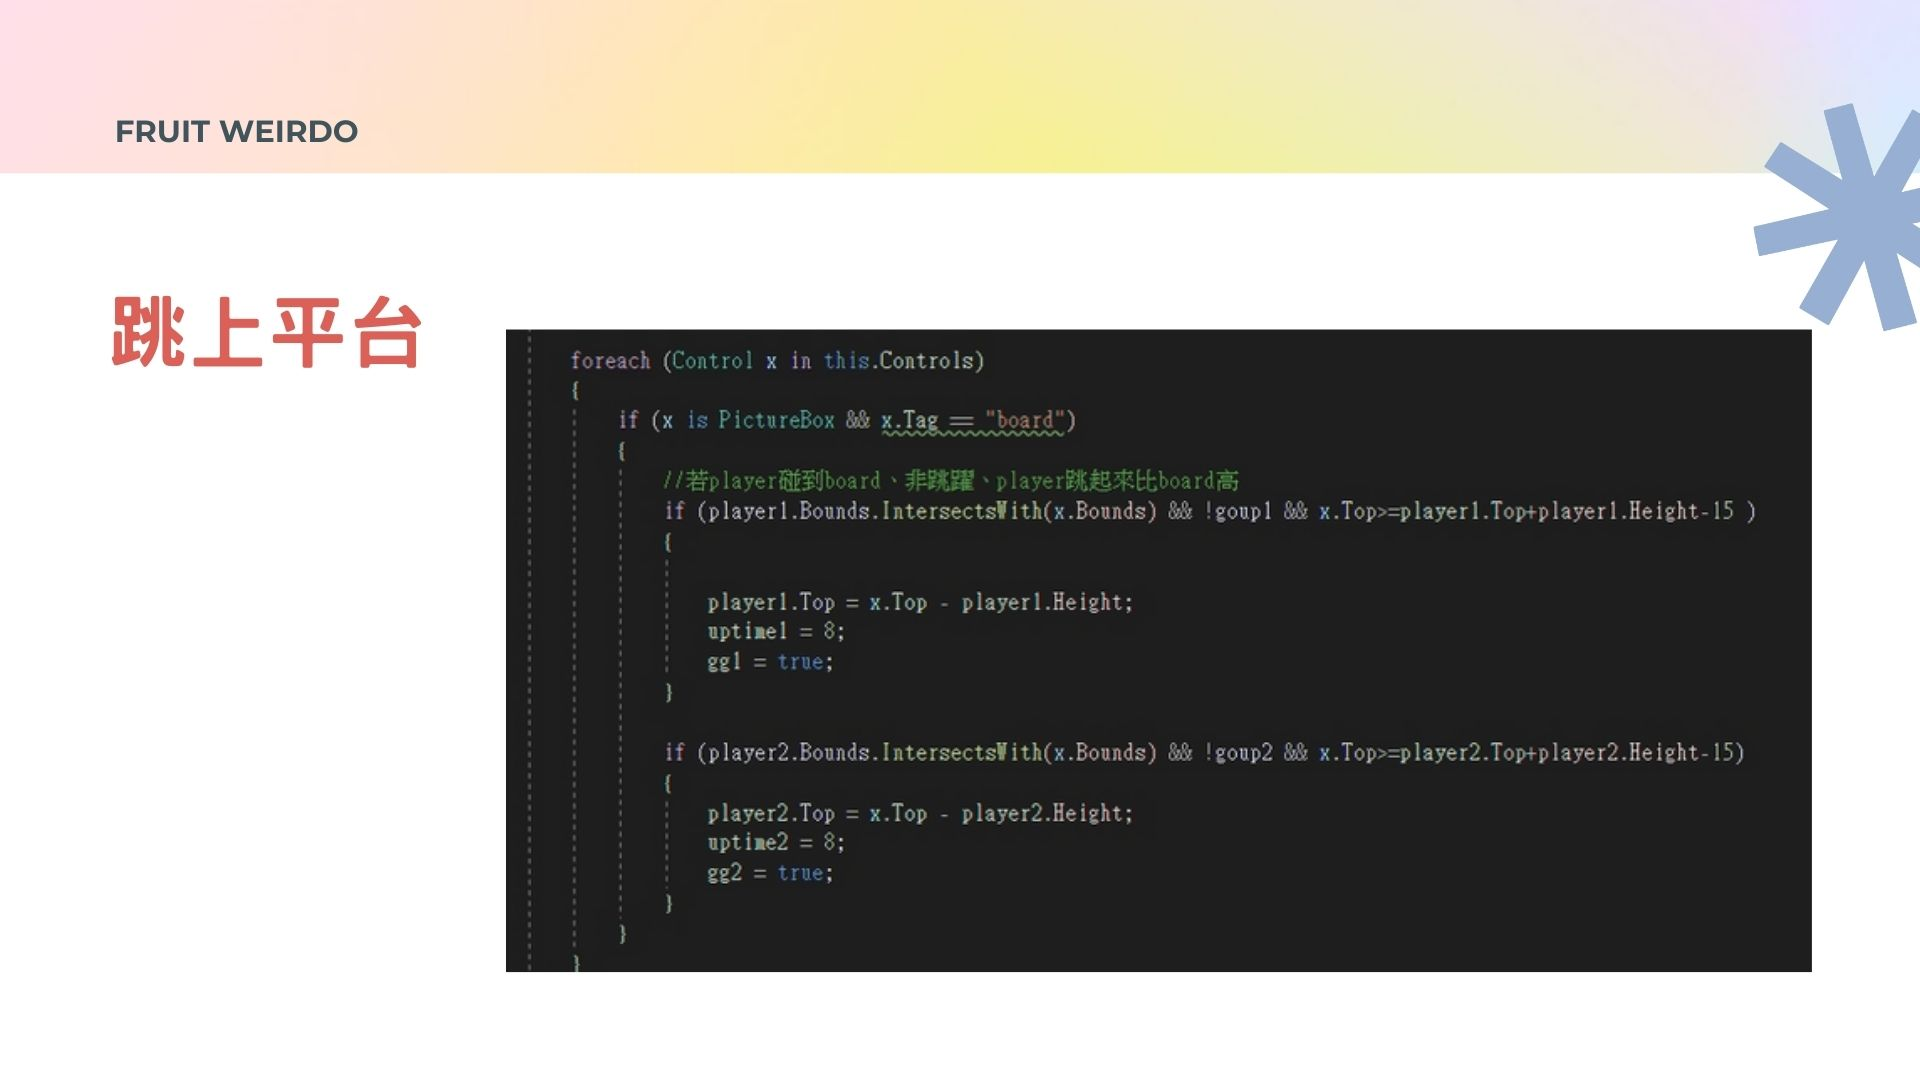 FRUIT WEIRDO
跳上平台
foreach (Control x in this.Controls)
{
if (x is PictureBox && x.Tag == "board")
{
//若player碰到board、非跳躍、player跳起來比board高
if (player1.Bounds.IntersectsWith(x.Bounds) && !goup1 && x.Top>=player1.Top+player1.Height-15 )
{
player1.Top = x.Top - player1.Height;
uptime1 = 8;
gg1 = true;
}
if (player2.Bounds.IntersectsWith(x.Bounds) && !goup2 && x.Top>=player2.Top+player2.Height-15)
{
player2.Top = x.Top - player2.Height;
uptime2 = 8;
gg2 = true;
}
}
}